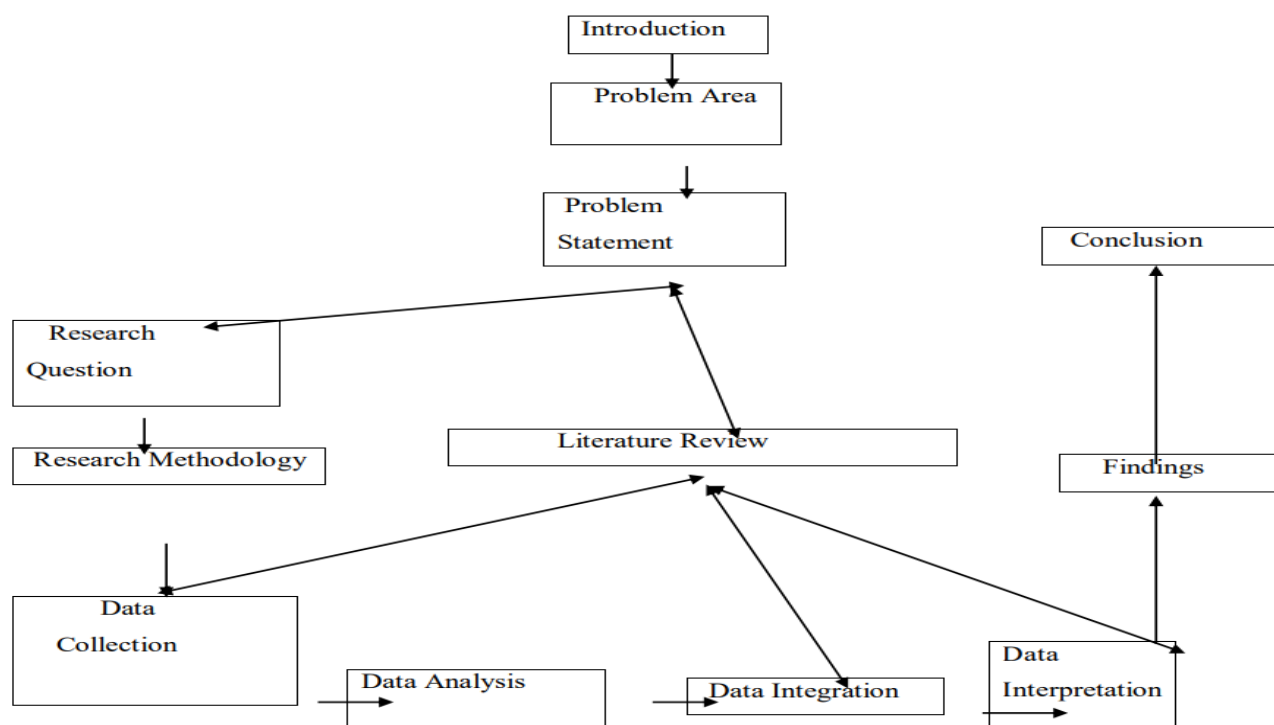 Introduction
Problem Area
Problem
Statement
Conclusion
Research
Question
Literature Review
Research Methodology
Findings
Data
Collection
Data Analysis
Data Integration
Data
Interpretation